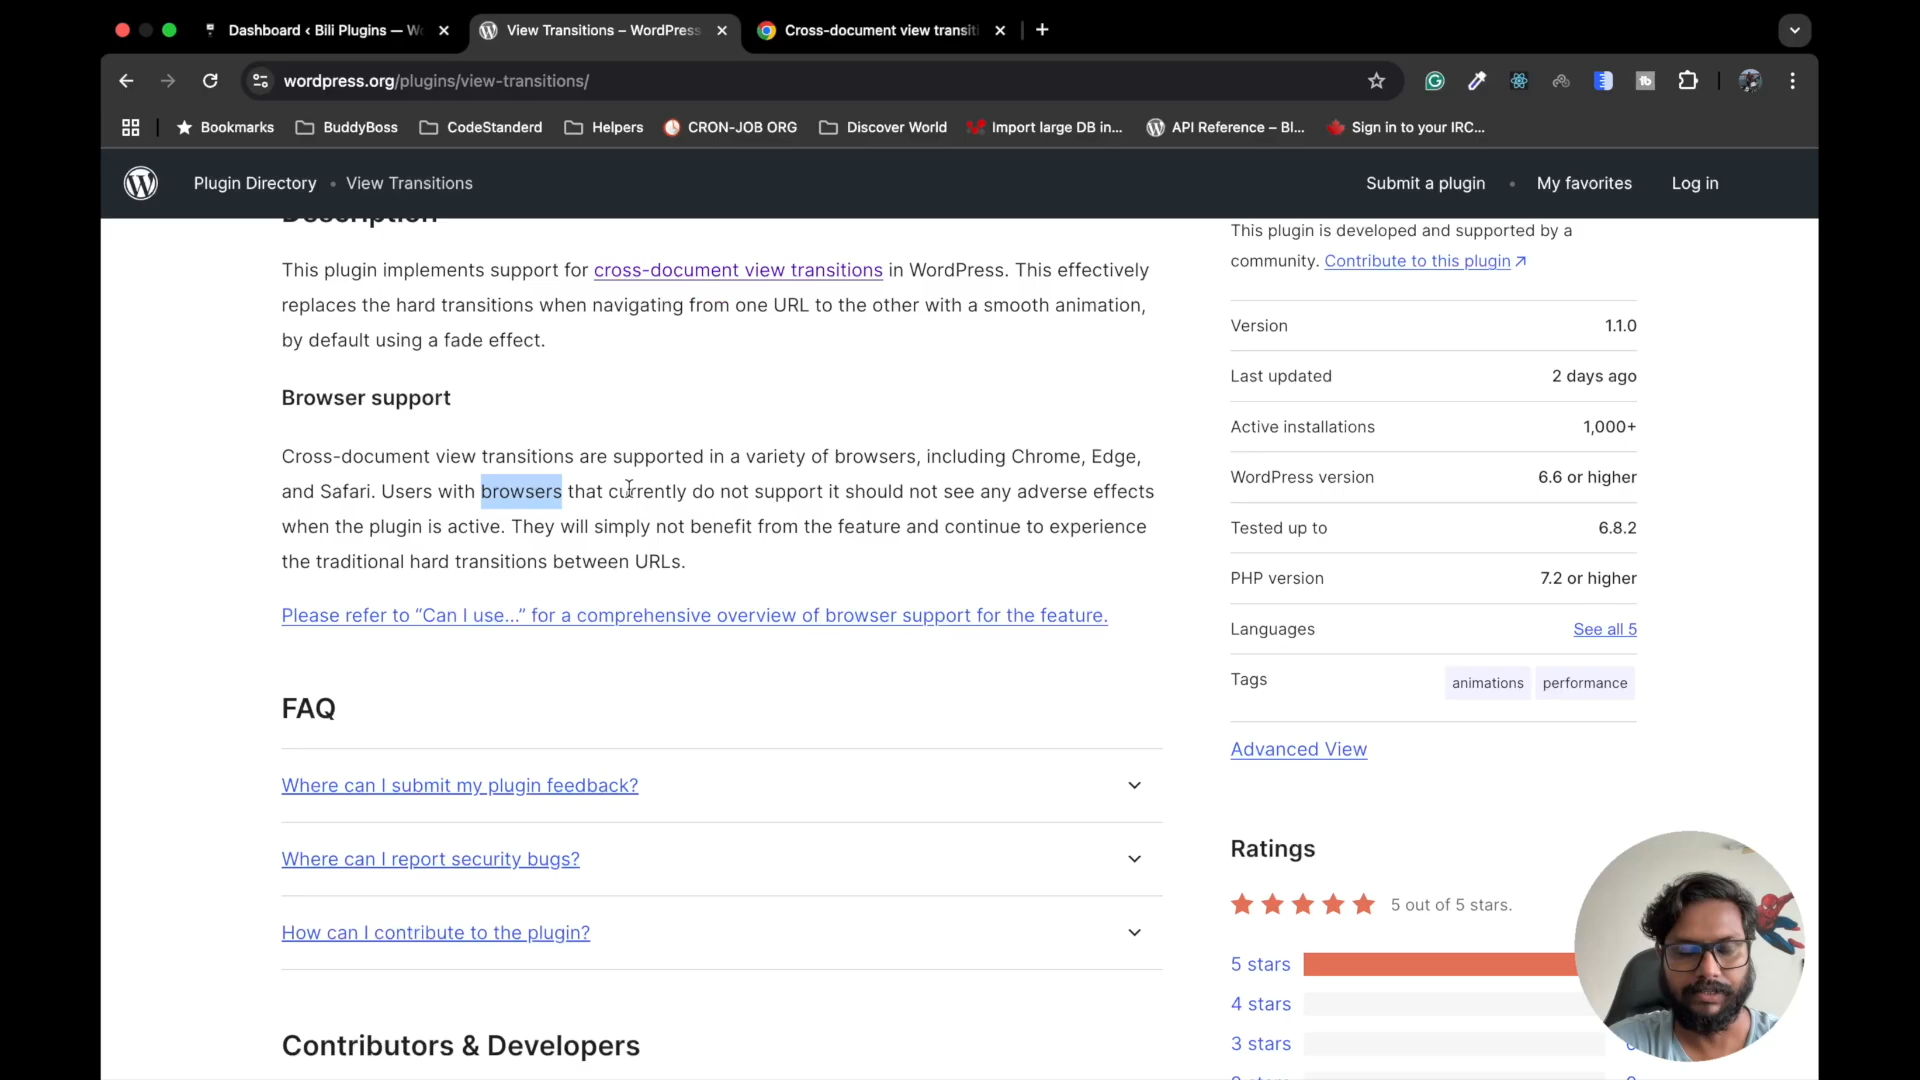 Dashboard ‹ Bili Plugins — W
View Transitions – WordPress
Cross-document view transit
wordpress.org/plugins/view-transitions/
Bookmarks
BuddyBoss
CodeStanderd
Helpers
CRON-JOB ORG
Discover World
Import large DB in...
API Reference – Bl...
Sign in to your IRC...
Plugin Directory • View Transitions
Submit a plugin • My favorites
Log in
Description
This plugin implements support for cross-document view transitions in WordPress. This effectively
replaces the hard transitions when navigating from one URL to the other with a smooth animation,
by default using a fade effect.
Browser support
Cross-document view transitions are supported in a variety of browsers, including Chrome, Edge,
and Safari. Users with browsers that currently do not support it should not see any adverse effects
when the plugin is active. They will simply not benefit from the feature and continue to experience
the traditional hard transitions between URLs.
Please refer to “Can I use…” for a comprehensive overview of browser support for the feature.
FAQ
Where can I submit my plugin feedback?
Where can I report security bugs?
How can I contribute to the plugin?
Contributors & Developers
This plugin is developed and supported by a
community. Contribute to this plugin ↗
Version 1.1.0
Last updated 2 days ago
Active installations 1,000+
WordPress version 6.6 or higher
Tested up to 6.8.2
PHP version 7.2 or higher
Languages See all 5
Tags animations performance
Advanced View
Ratings
5 out of 5 stars.
5 stars
4 stars
3 stars